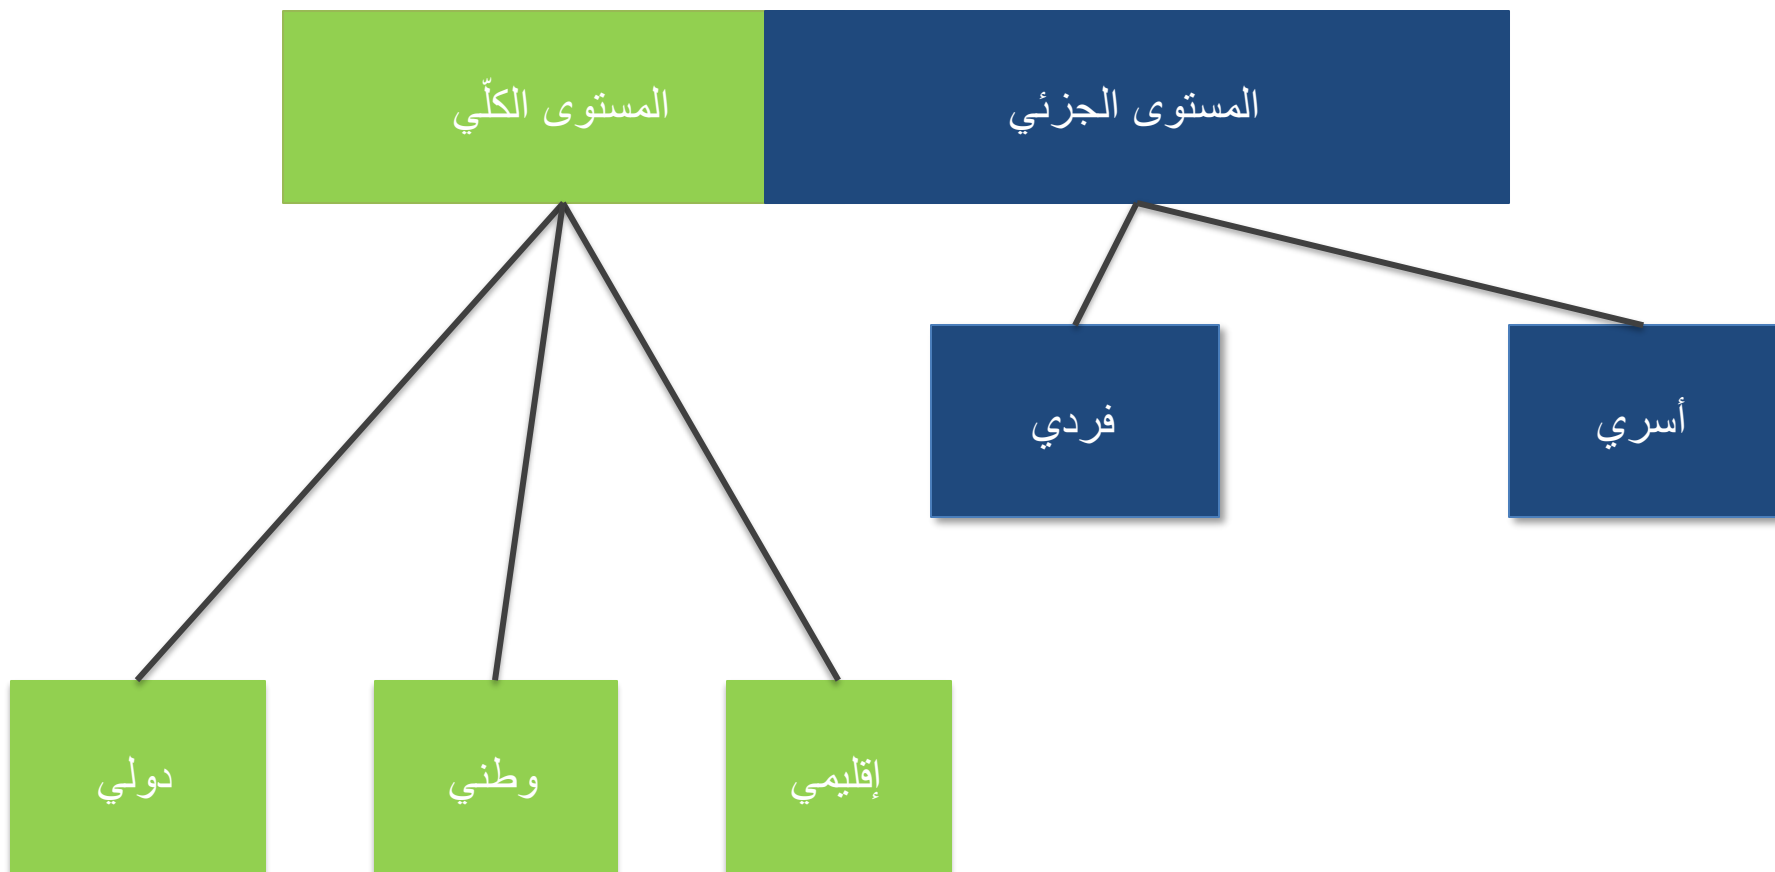 المستوى الجزئي
المستوى الكلّي
أسري
فردي
إقليمي
وطني
دولي